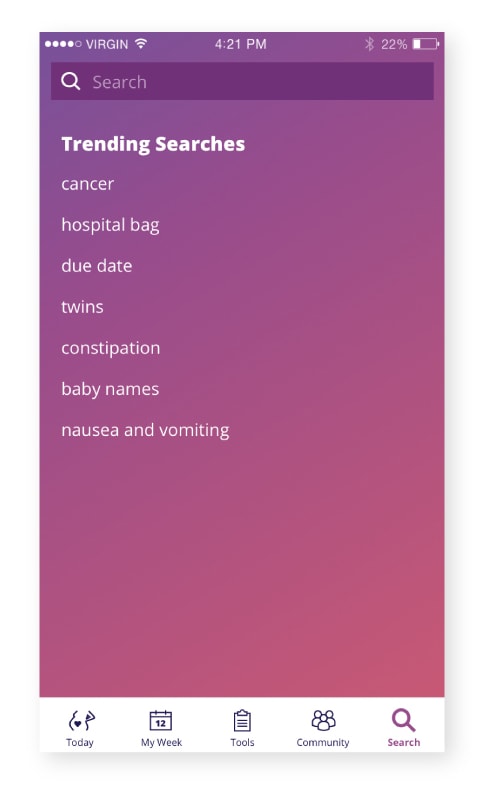 VIRGIN 4:21 PM 22%
Search
Trending Searches
cancer
hospital bag
due date
twins
constipation
baby names
nausea and vomiting
12
Today My Week Tools Community Search